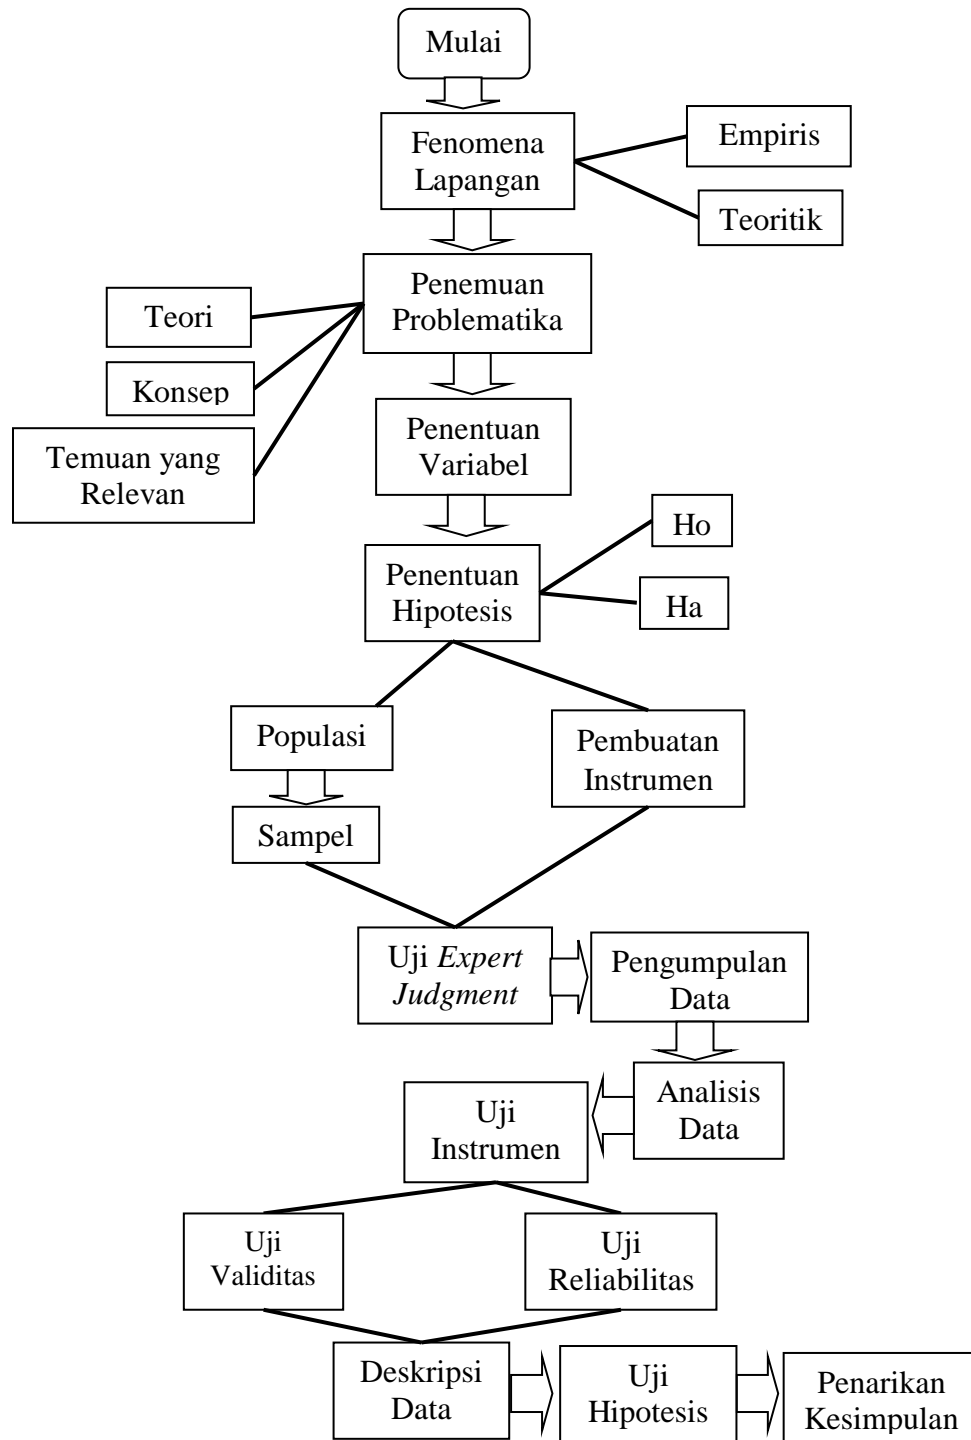 Mulai
Fenomena
Lapangan
Empiris
Teoritik
Penemuan
Problematika
Teori
Konsep
Temuan yang
Relevan
Penentuan
Variabel
Penentuan
Hipotesis
Ho
Ha
Populasi
Pembuatan
Instrumen
Sampel
Uji Expert
Judgment
Pengumpulan
Data
Analisis
Data
Uji
Instrumen
Uji
Validitas
Uji
Reliabilitas
Deskripsi
Data
Uji
Hipotesis
Penarikan
Kesimpulan